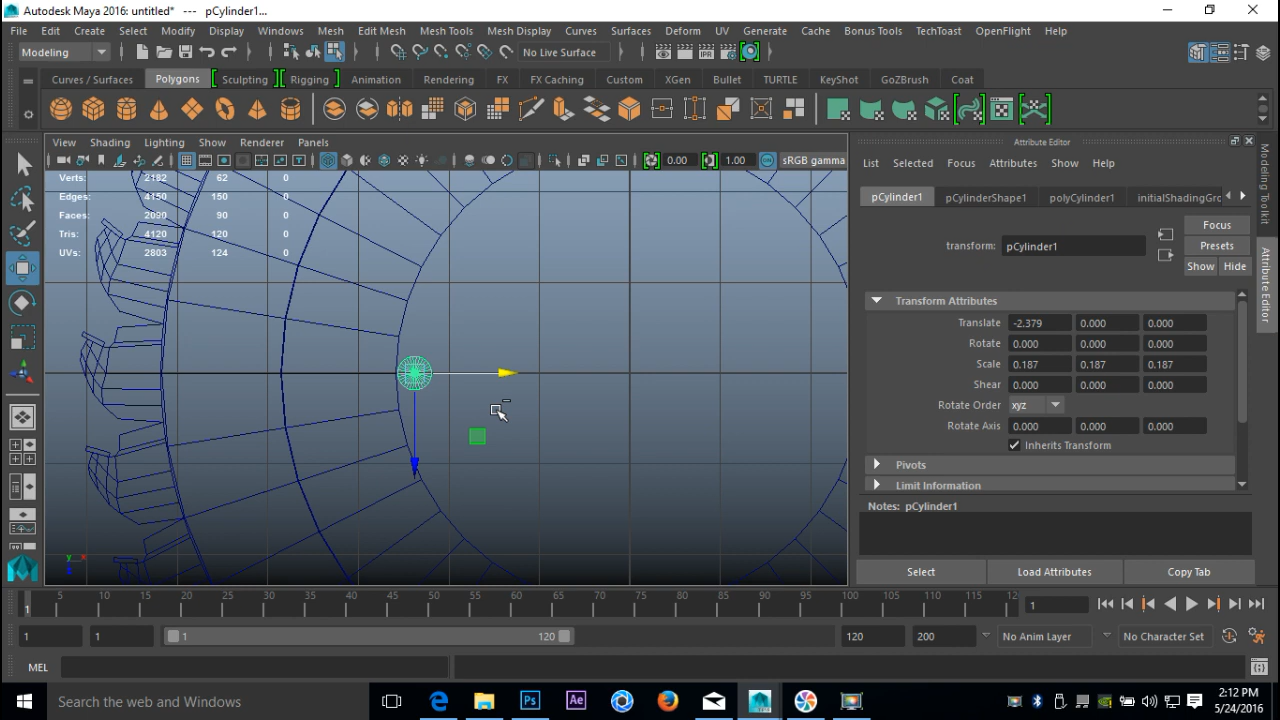 Autodesk Maya 2016: untitled*   ---   pCylinder1...
File Edit Create Select Modify Display Windows Mesh Edit Mesh Mesh Tools Mesh Display Curves Surfaces Deform UV Generate Cache Bonus Tools TechToast OpenFlight Help
Modeling No Live Surface
Curves / Surfaces Polygons Sculpting Rigging Animation Rendering FX FX Caching Custom XGen Bullet TURTLE KeyShot GoZBrush Coat
View Shading Lighting Show Renderer Panels
Attribute Editor
0.00 1.00 sRGB gamma
List Selected Focus Attributes Show Help
Verts: 2182 62 0
Edges: 4150 150 0
Faces: 2090 90 0
Tris: 4120 120 0
UVs: 2803 124 0
pCylinder1 pCylinderShape1 polyCylinder1 initialShadingGro
Focus
transform: pCylinder1
Presets
Show Hide
Transform Attributes
Translate -2.379 0.000 0.000
Rotate 0.000 0.000 0.000
Scale 0.187 0.187 0.187
Shear 0.000 0.000 0.000
Rotate Order xyz
Rotate Axis 0.000 0.000 0.000
Inherits Transform
Pivots
Limit Information
Notes: pCylinder1
Select Load Attributes Copy Tab
Modeling Toolkit
Attribute Editor
y x
z
1 5 10 15 20 25 30 35 40 45 50 55 60 65 70 75 80 85 90 95 100 105 110 115 12 1
1 1 1 120 120 200 No Anim Layer No Character Set
MEL
Search the web and Windows
Ps Ae
2:12 PM
5/24/2016